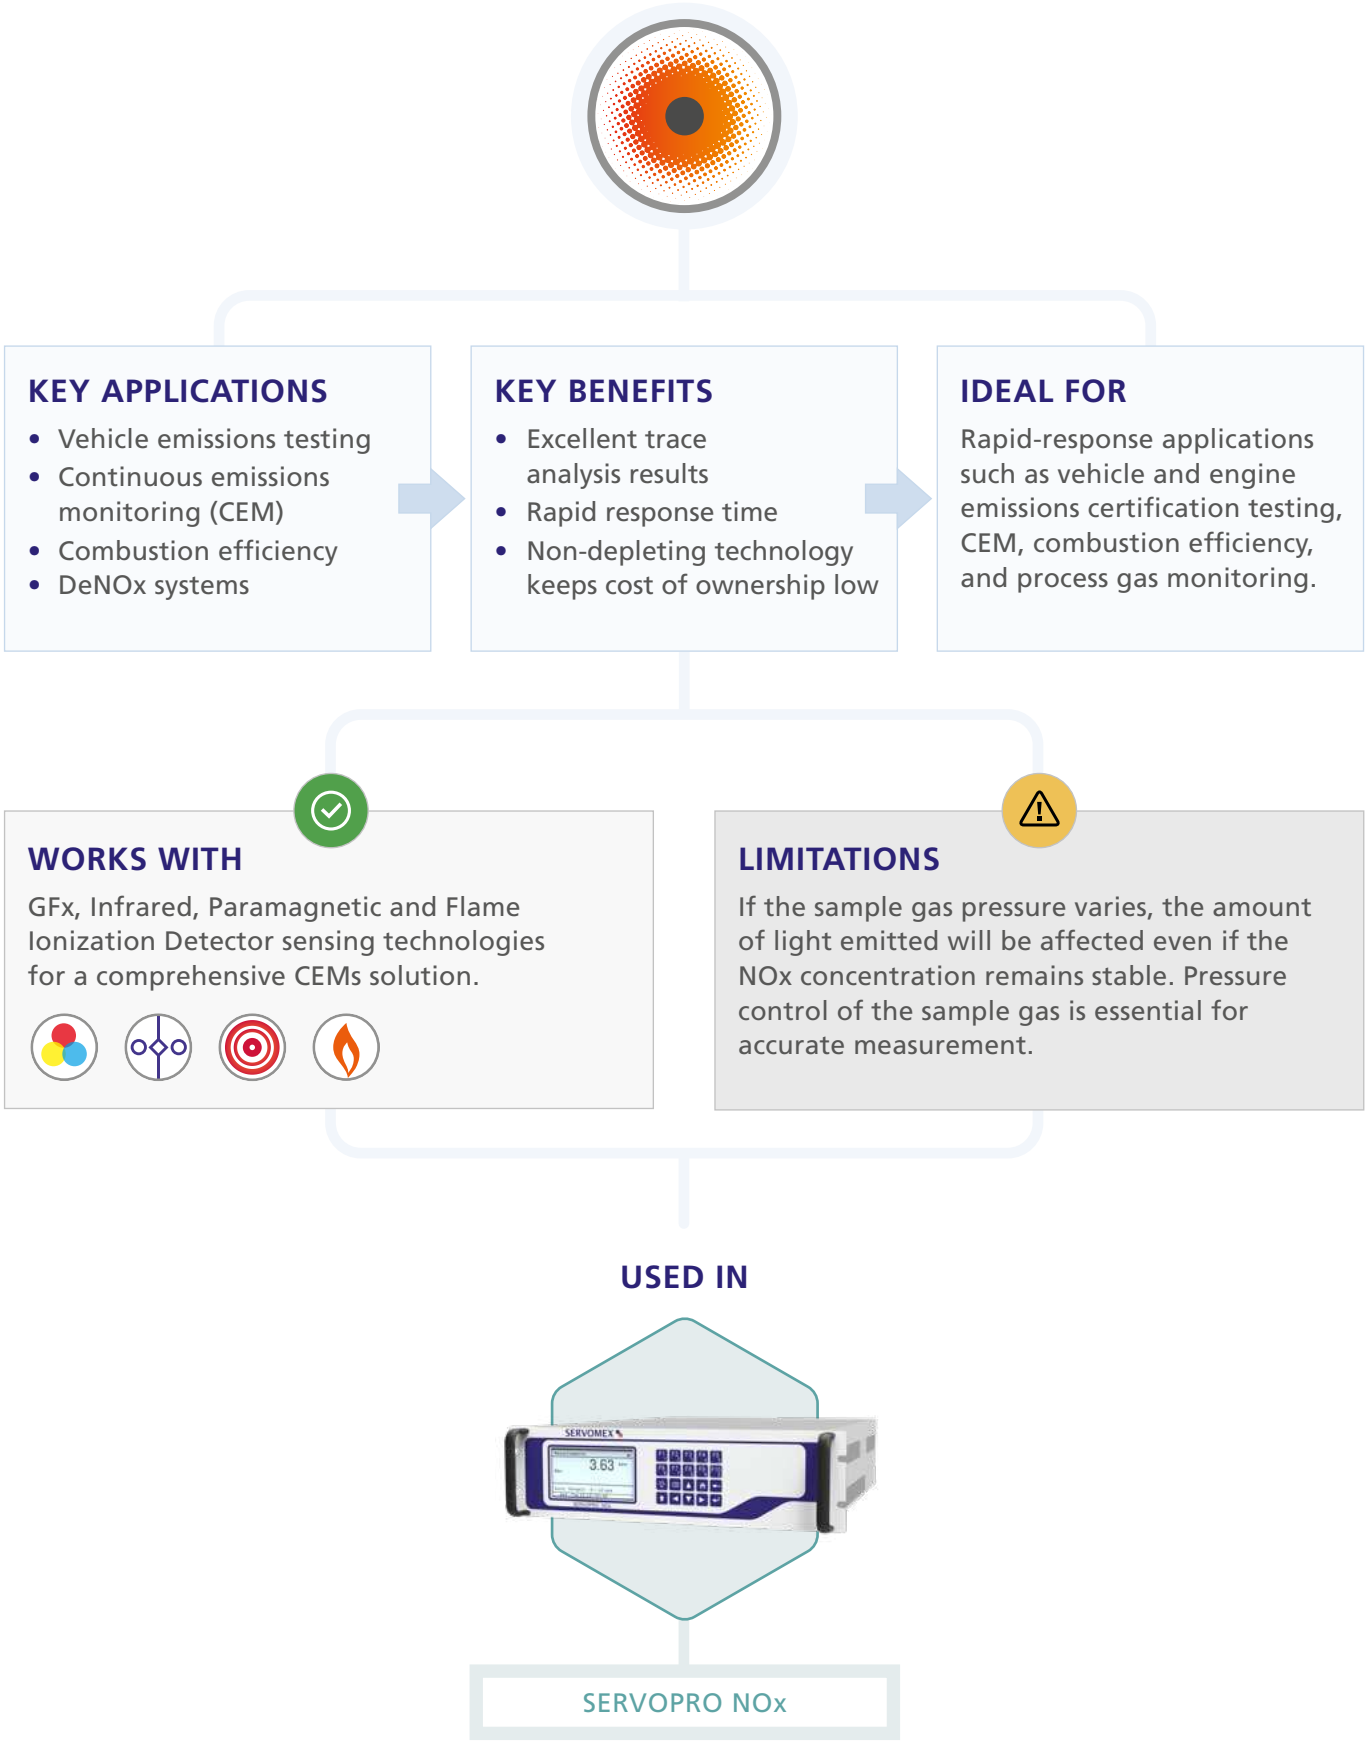 KEY APPLICATIONS
• Vehicle emissions testing
• Continuous emissions
monitoring (CEM)
• Combustion efficiency
• DeNOx systems
KEY BENEFITS
• Excellent trace
analysis results
• Rapid response time
• Non-depleting technology
keeps cost of ownership low
IDEAL FOR
Rapid-response applications
such as vehicle and engine
emissions certification testing,
CEM, combustion efficiency,
and process gas monitoring.
WORKS WITH
GFx, Infrared, Paramagnetic and Flame
Ionization Detector sensing technologies
for a comprehensive CEMs solution.
LIMITATIONS
If the sample gas pressure varies, the amount
of light emitted will be affected even if the
NOx concentration remains stable. Pressure
control of the sample gas is essential for
accurate measurement.
USED IN
SERVOMEX
3.63
SERVOPRO NOx
SERVOPRO NOx